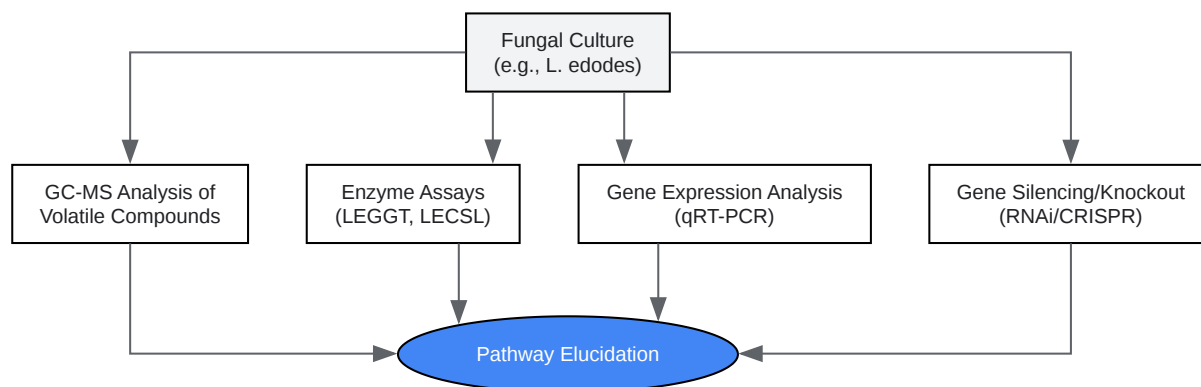 Fungal Culture
(e.g., L. edodes)
GC-MS Analysis of
Volatile Compounds
Enzyme Assays
(LEGGT, LECSL)
Gene Expression Analysis
(qRT-PCR)
Gene Silencing/Knockout
(RNAi/CRISPR)
Pathway Elucidation